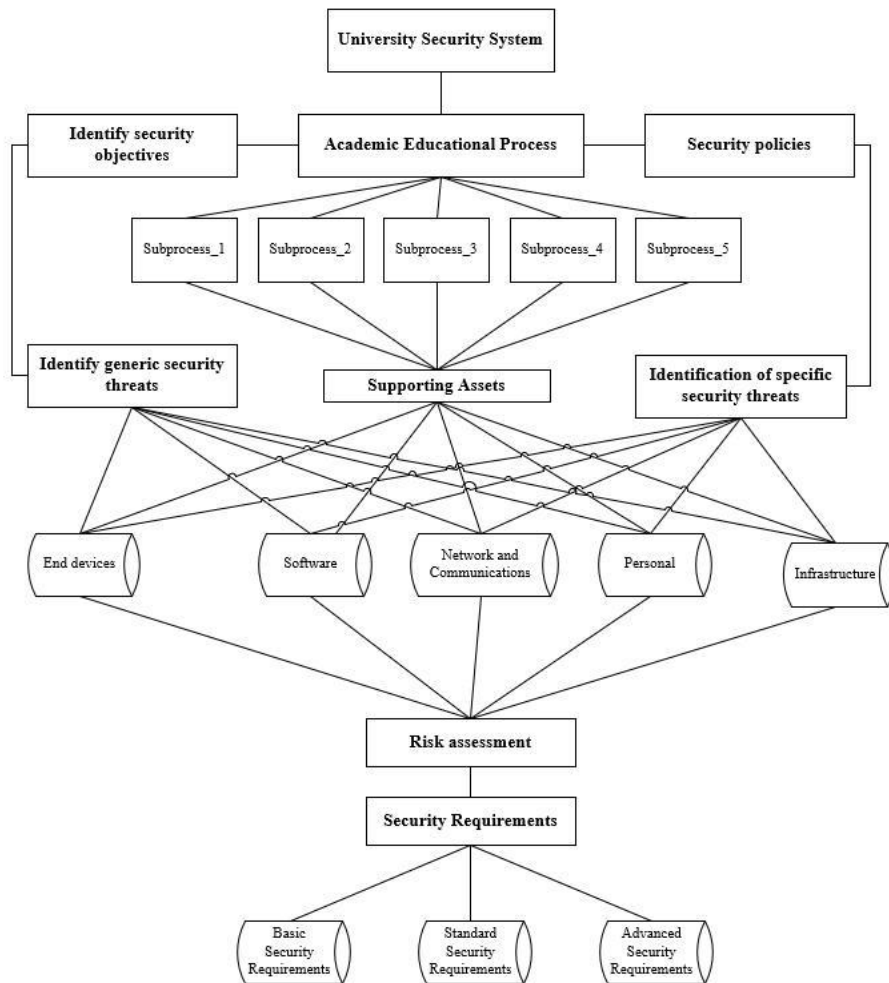 University Security System
Identify security
objectives
Academic Educational Process
Security policies
Subprocess_1
Subprocess_2
Subprocess_3
Subprocess_4
Subprocess_5
Identify generic security
threats
Supporting Assets
Identification of specific
security threats
End devices
Software
Network and
Communications
Personal
Infrastructure
Risk assessment
Security Requirements
Basic
Security
Requirements
Standard
Security
Requirements
Advanced
Security
Requirements